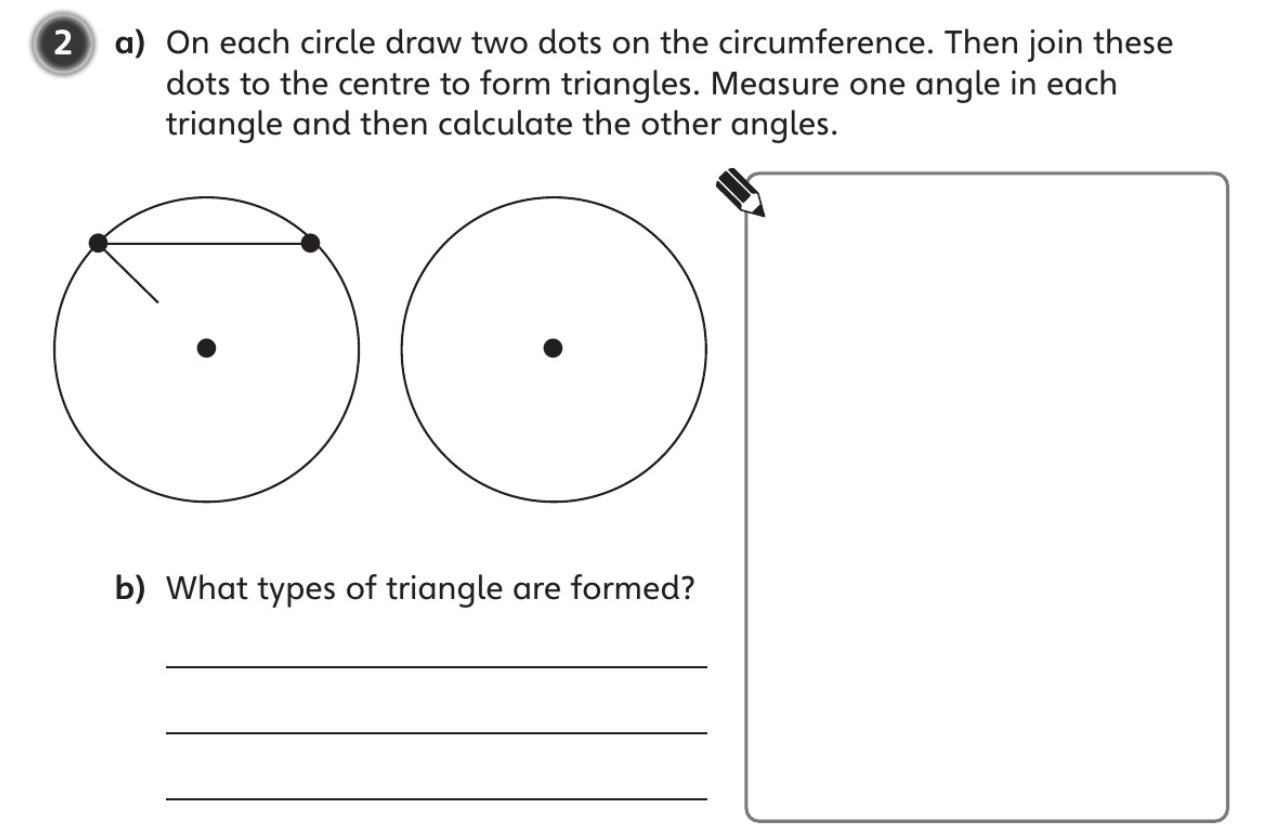 2 a) On each circle draw two dots on the circumference. Then join these
dots to the centre to form triangles. Measure one angle in each
triangle and then calculate the other angles.
b) What types of triangle are formed?